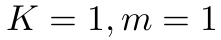 K = 1, m = 1